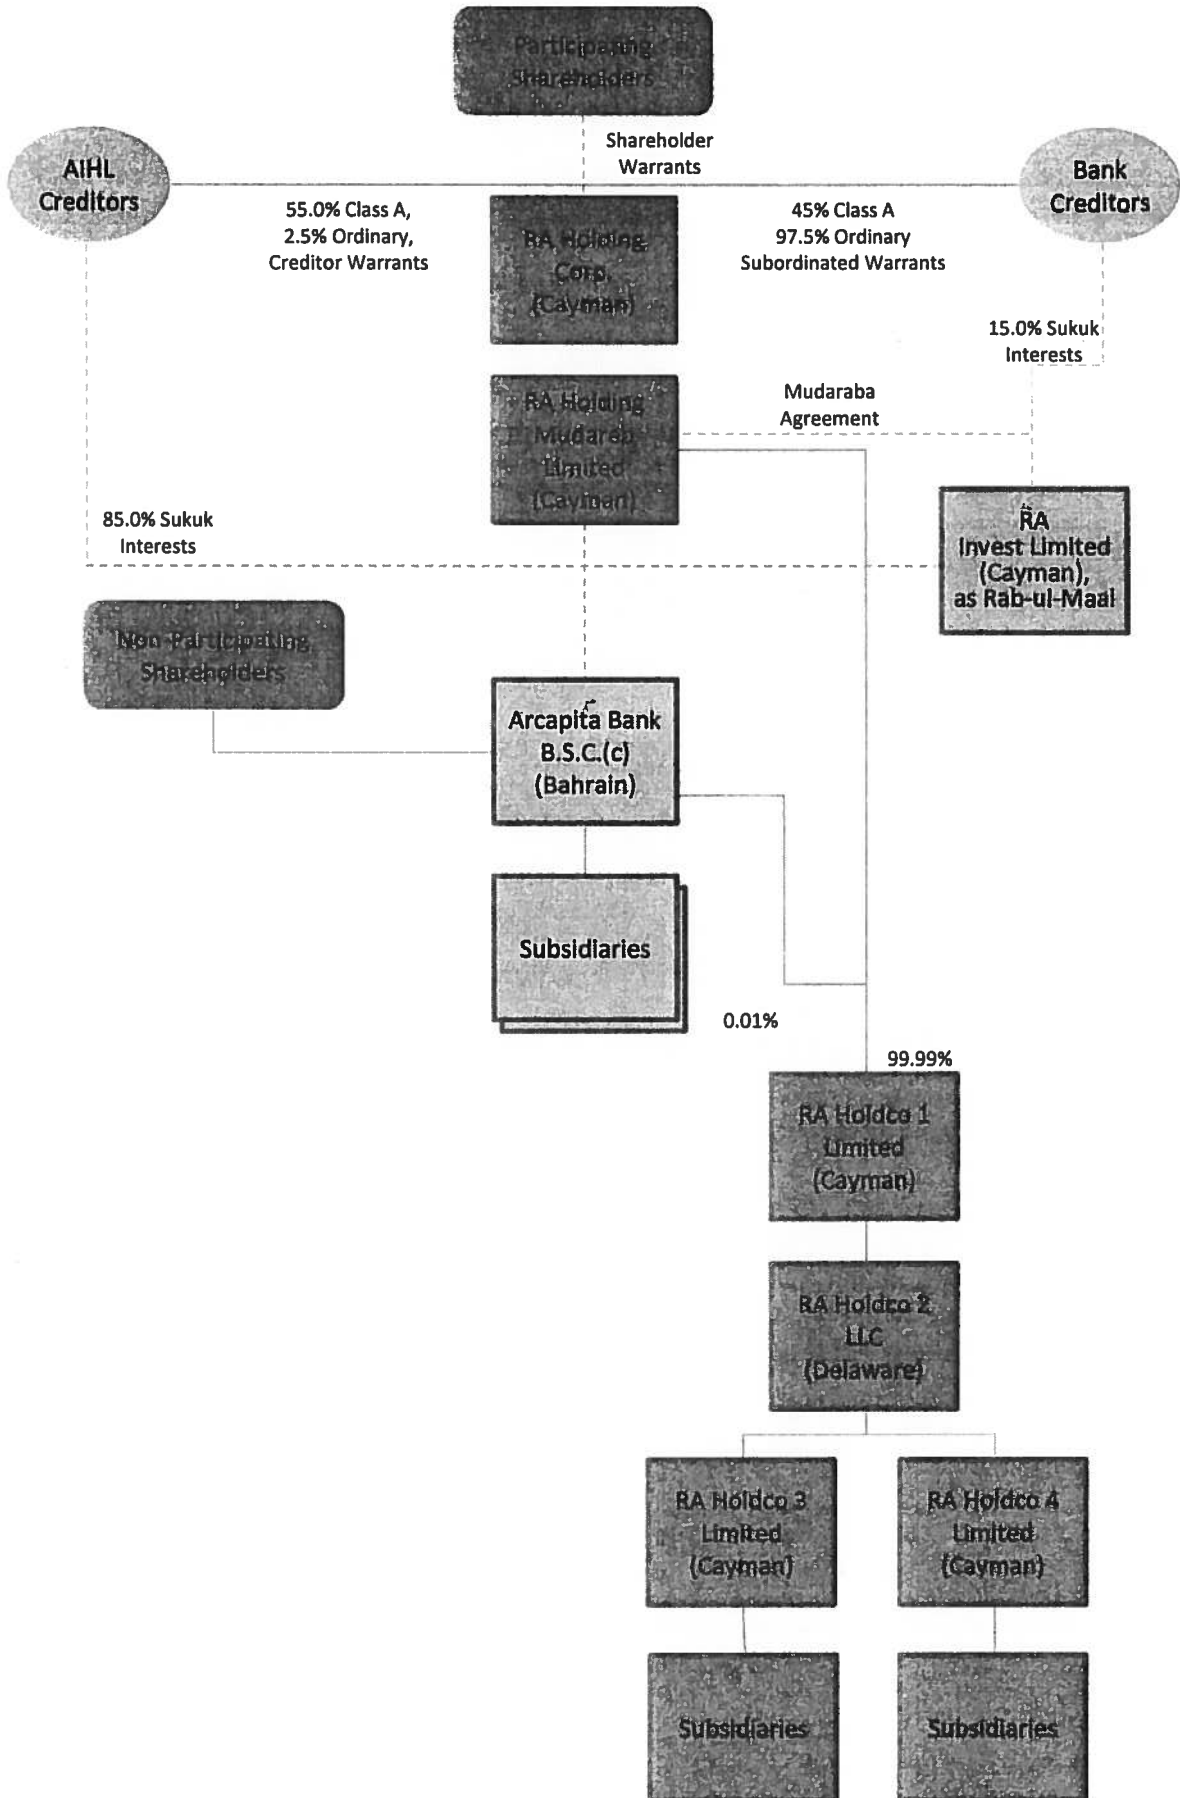 Participating
Shareholders
Shareholder
Warrants
AIHL
Creditors
Bank
Creditors
55.0% Class A,
2.5% Ordinary,
Creditor Warrants
45% Class A
97.5% Ordinary
Subordinated Warrants
RA Holding
Corp.
(Cayman)
15.0% Sukuk
Interests
RA Holding
Mudareb
Limited
(Cayman)
Mudaraba
Agreement
85.0% Sukuk
Interests
RA
Invest Limited
(Cayman),
as Rab-ul-Maal
Non-Participating
Shareholders
Arcapita Bank
B.S.C.(c)
(Bahrain)
Subsidiaries
0.01%
99.99%
RA Holdco 1
Limited
(Cayman)
RA Holdco 2
LLC
(Delaware)
RA Holdco 3
Limited
(Cayman)
RA Holdco 4
Limited
(Cayman)
Subsidiaries
Subsidiaries